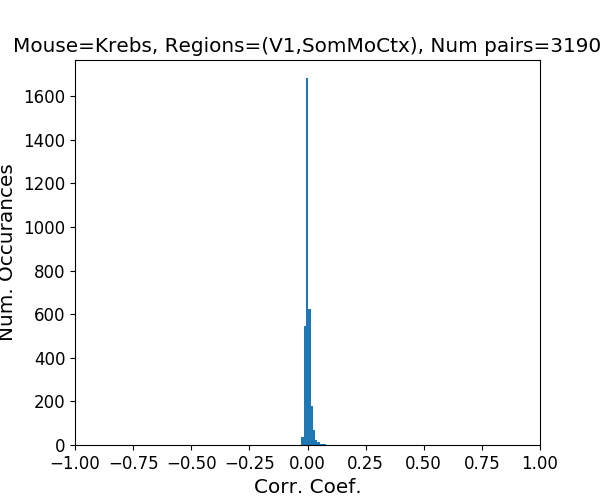 Mouse=Krebs, Regions=(V1,SomMoCtx), Num pairs=3190
Num. Occurances
1600
1400
1200
1000
800
600
400
200
0
−1.00 −0.75 −0.50 −0.25 0.00 0.25 0.50 0.75 1.00
Corr. Coef.